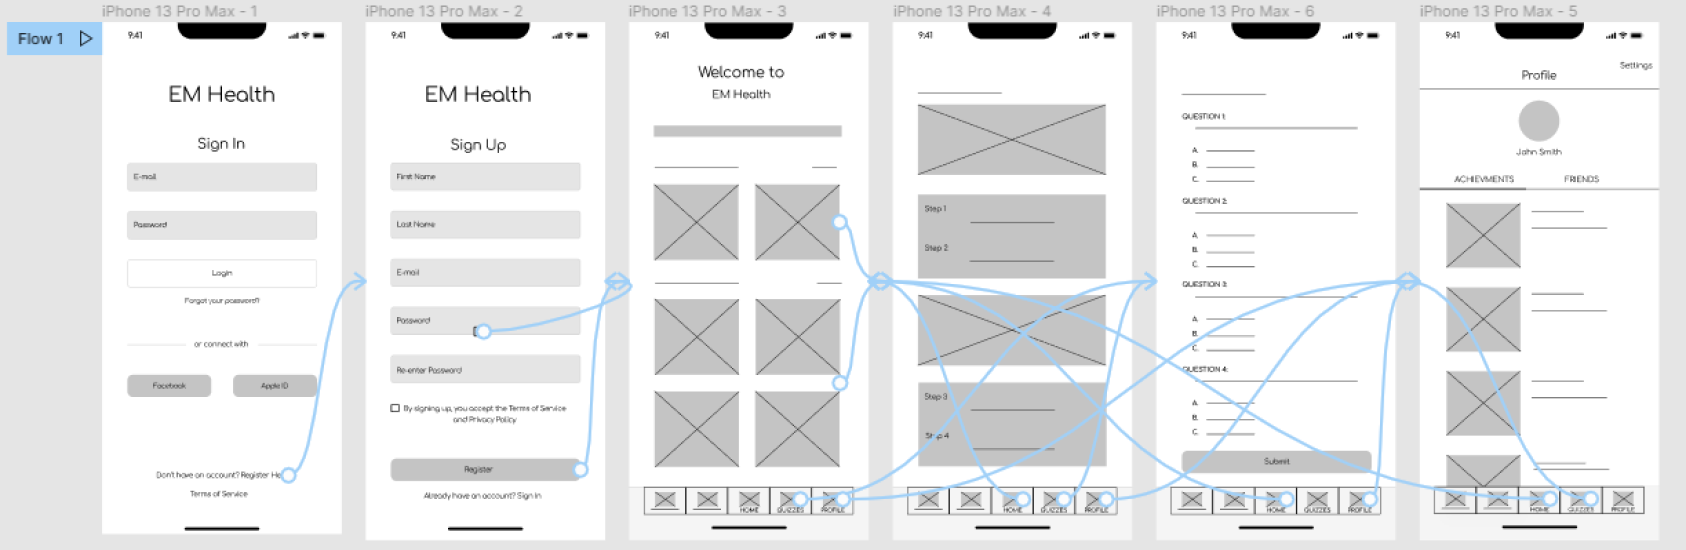 Flow 1
iPhone 13 Pro Max - 1
9:41
EM Health
Sign In
E-mail
Password
Login
Forgot your password?
or connect with
Facebook
Apple ID
Don't have an account? Register He
Terms of Service
iPhone 13 Pro Max - 2
9:41
EM Health
Sign Up
First Name
Last Name
E-mail
Password
Re-enter Password
By signing up, you accept the Terms of Service
and Privacy Policy
Register
Already have an account? Sign In
iPhone 13 Pro Max - 3
9:41
Welcome to
EM Health
HOME
QUIZZES
PROFILE
iPhone 13 Pro Max - 4
9:41
Step 1
Step 2
Step 3
Step 4
HOME
QUIZZES
PROFILE
iPhone 13 Pro Max - 6
9:41
QUESTION 1:
A.
B.
C.
QUESTION 2:
A.
B.
C.
QUESTION 3:
A.
B.
C.
QUESTION 4:
A.
B.
C.
Submit
HOME
QUIZZES
PROFILE
iPhone 13 Pro Max - 5
9:41
Settings
Profile
John Smith
ACHIEVMENTS FRIENDS
HOME
QUIZZES
PROFILE